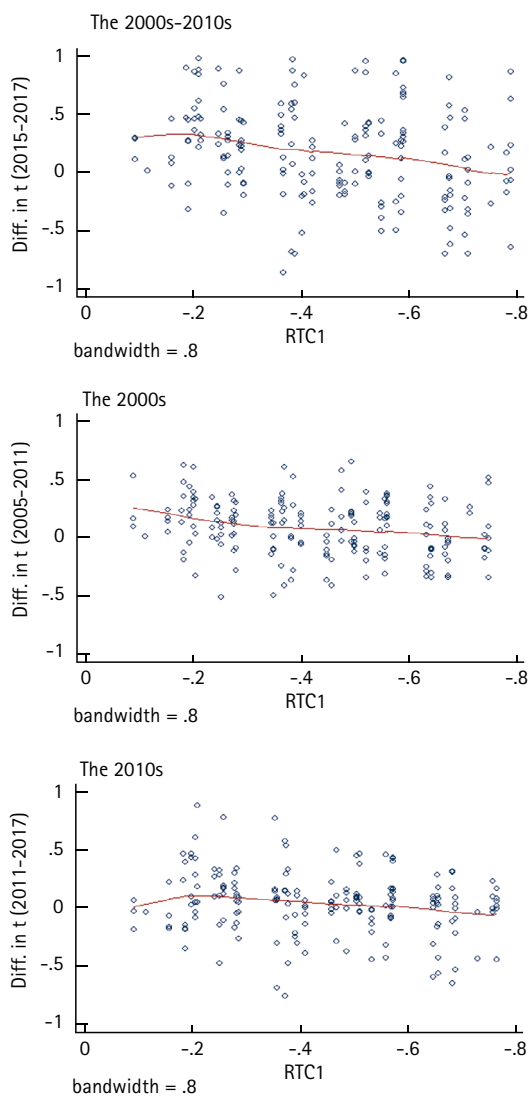 The 2000s-2010s
1
.5
0
-.5
-1
Diff. in t (2015-2017)
0 -.2 -.4 -.6 -.8
RTC1
bandwidth = .8
The 2000s
1
.5
0
-.5
-1
Diff. in t (2005-2011)
0 -.2 -.4 -.6 -.8
RTC1
bandwidth = .8
The 2010s
1
.5
0
-.5
-1
Diff. in t (2011-2017)
0 -.2 -.4 -.6 -.8
RTC1
bandwidth = .8